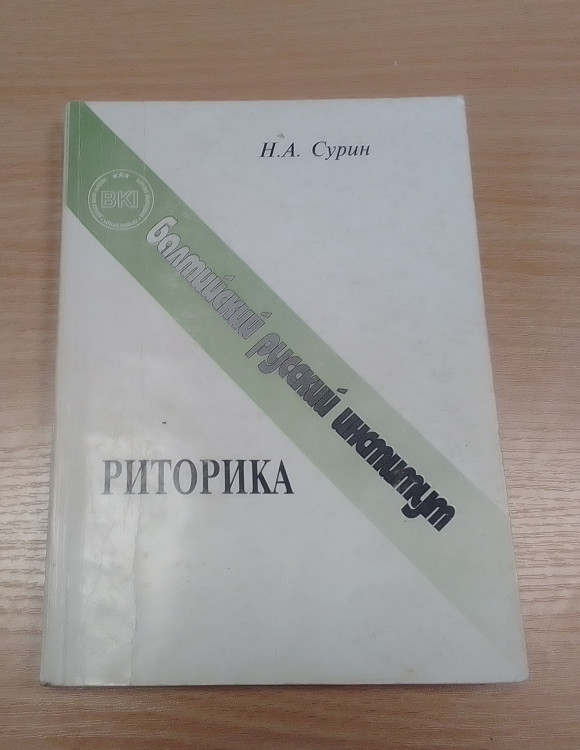 Н.А. Сурин
BKI
Балтийский русский институт
РИТОРИКА